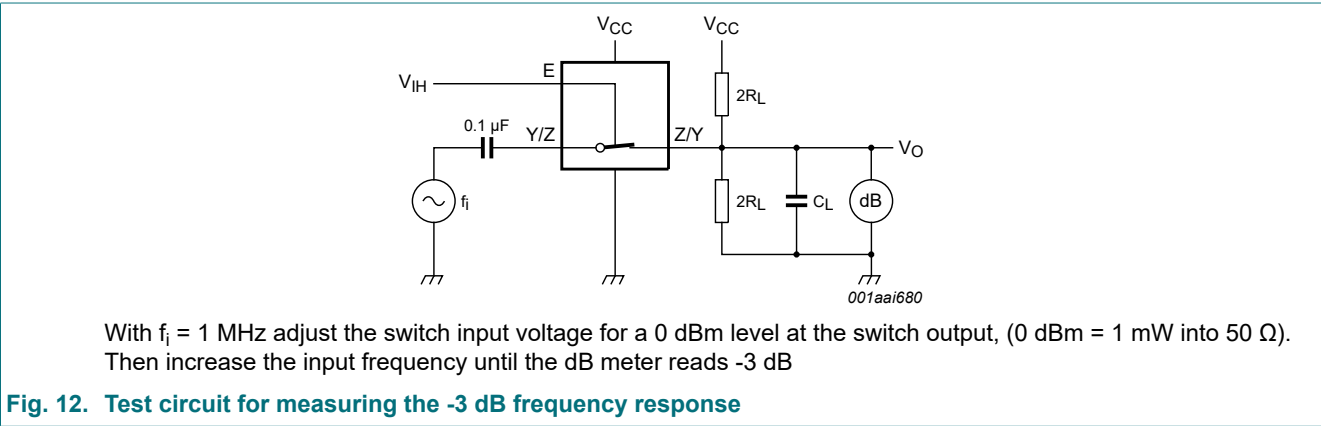 VCC
VCC
E
VIH
2RL
0.1 µF
Y/Z
Z/Y
VO
fi
2RL
CL
dB
001aai680
With fi = 1 MHz adjust the switch input voltage for a 0 dBm level at the switch output, (0 dBm = 1 mW into 50 Ω).
Then increase the input frequency until the dB meter reads -3 dB
Fig. 12. Test circuit for measuring the -3 dB frequency response